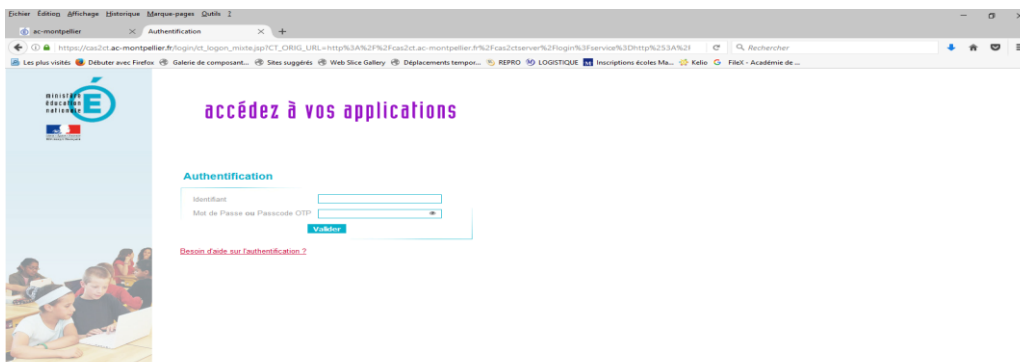 Fichier Édition Affichage Historique Marque-pages Outils ?
ac-montpellier × Authentification × +
https://cas2ct.ac-montpellier.fr/login/ct_logon_mixte.jsp?CT_ORIG_URL=http%3A%2F%2Fcas2ct.ac-montpellier.fr%2Fcas2ctserver%2Flogin%3Fservice%3Dhttp%253A%2 Rechercher
Les plus visités Débuter avec Firefox Galerie de composant... Sites suggérés Web Slice Gallery Déplacements tempor... REPRO LOGISTIQUE Inscriptions écoles Ma... Kelio FileX - Académie de ...
ministère
éducation
nationale
accédez à vos applications
Authentification
Identifiant
Mot de Passe ou Passcode OTP
Valider
Besoin d'aide sur l'authentification ?